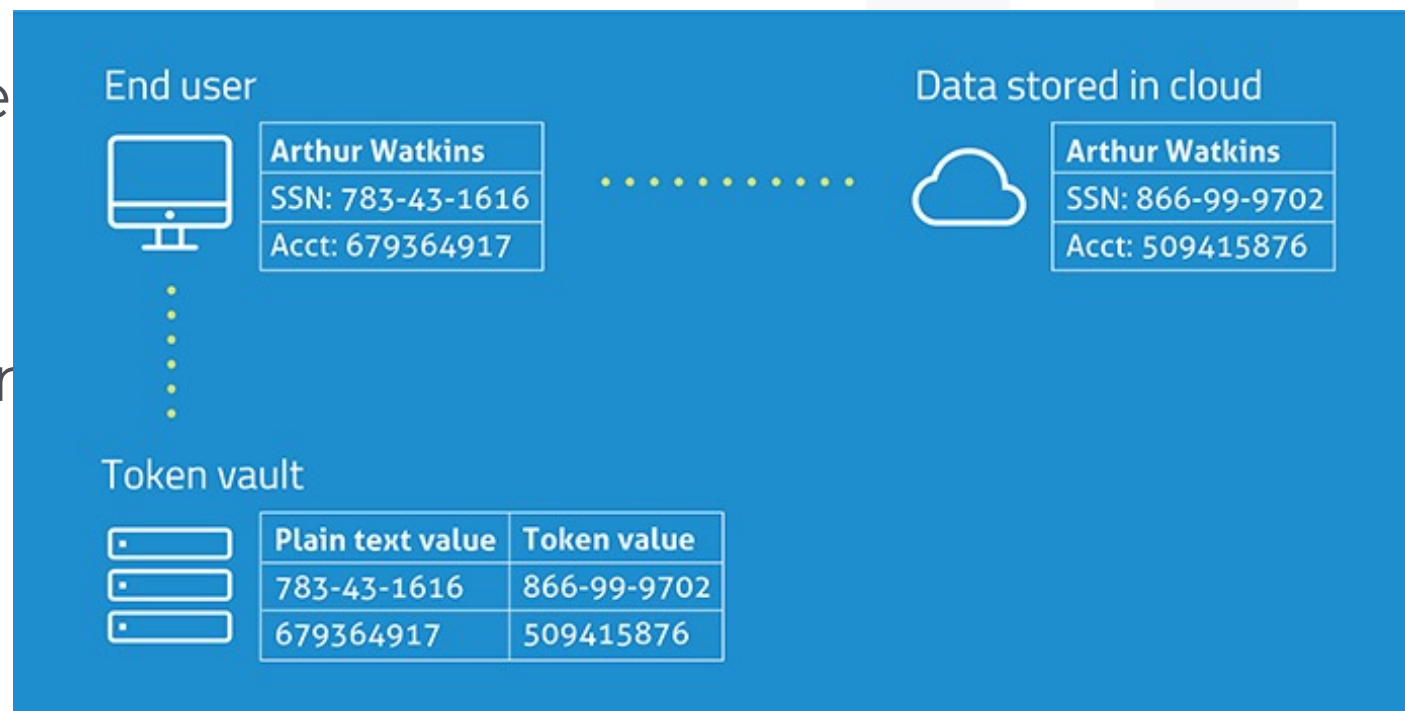 End user
Arthur Watkins
SSN: 783-43-1616
Acct: 679364917
Data stored in cloud
Arthur Watkins
SSN: 866-99-9702
Acct: 509415876
Token vault
Plain text value Token value
783-43-1616 866-99-9702
679364917 509415876